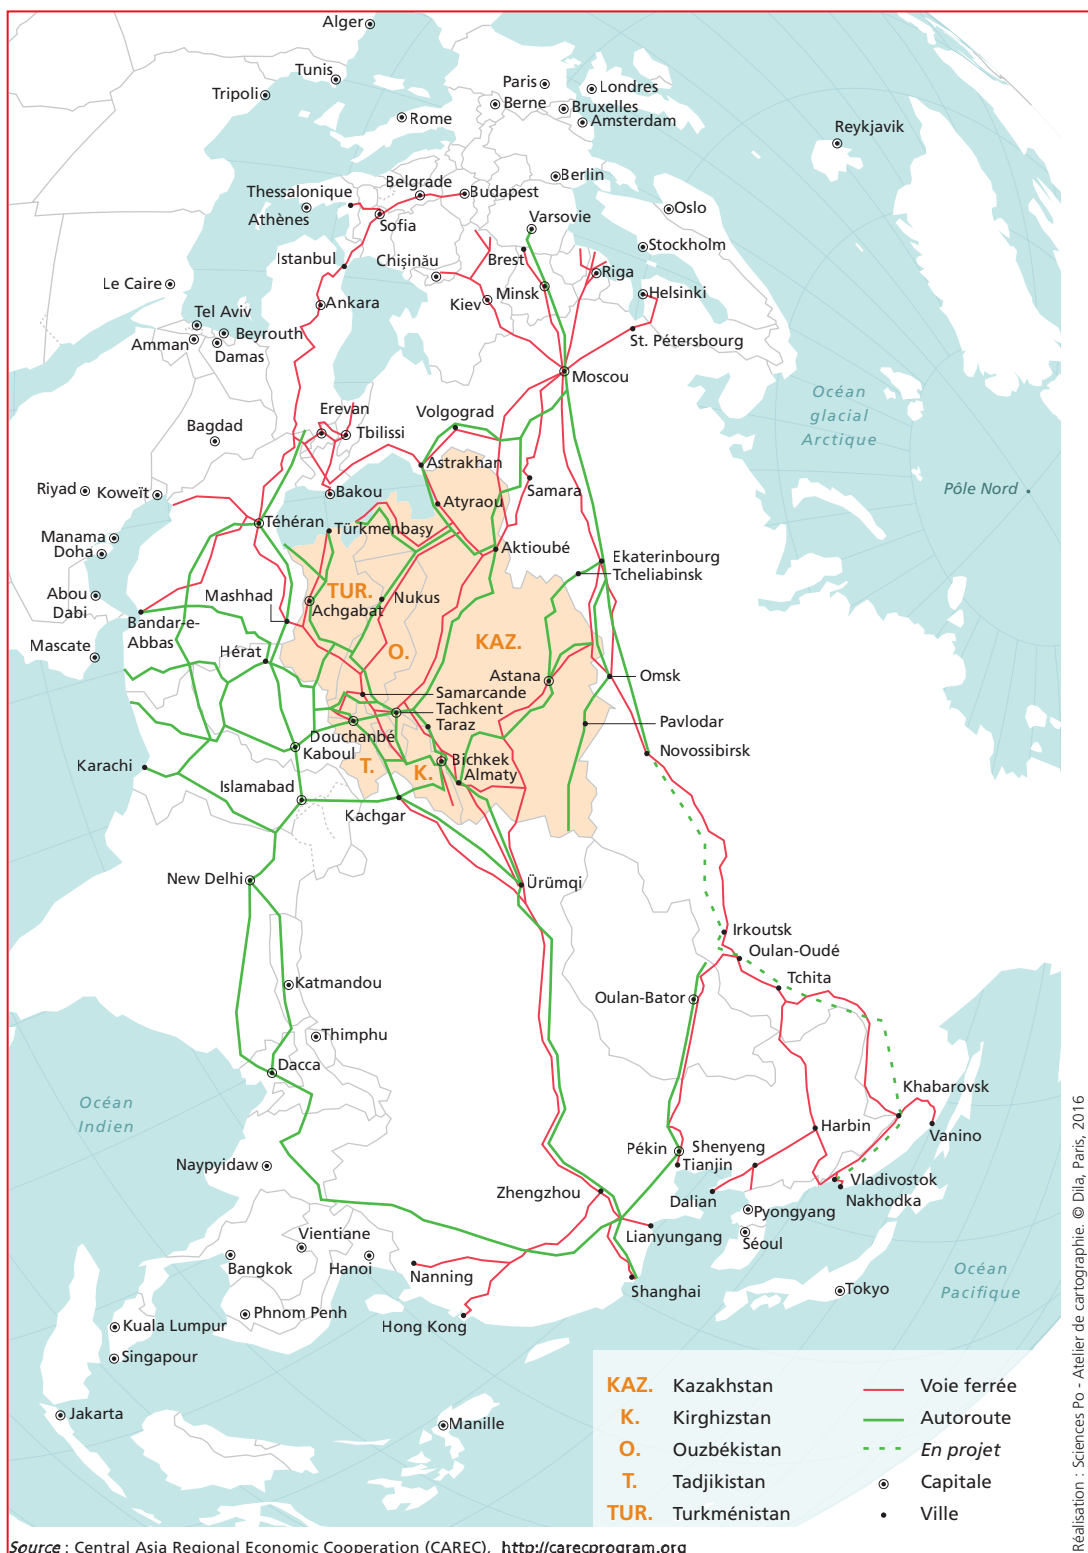 Alger
Tunis
Tripoli
Paris
Londres
Berne
Bruxelles
Amsterdam
Rome
Reykjavik
Berlin
Belgrade
Budapest
Thessalonique
Athènes
Sofia
Varsovie
Oslo
Stockholm
Istanbul
Chișinău
Brest
Riga
Le Caire
Kiev
Minsk
Helsinki
Ankara
Tel Aviv
Beyrouth
Amman
Damas
St. Pétersbourg
Moscou
Océan
glacial
Arctique
Erevan
Volgograd
Bagdad
Tbilissi
Astrakhan
Riyad
Koweït
Bakou
Atyraou
Samara
Pôle Nord
Téhéran
Türkmenbaşy
Manama
Doha
Aktioubé
Ekaterinbourg
Tcheliabinsk
Abou
Dabi
Mashhad
TUR.
Achgabat
Nukus
Bandar-e-
Abbas
Mascate
Hérat
O.
KAZ.
Astana
Omsk
Samarcande
Tachkent
Taraz
Pavlodar
Douchanbé
Kaboul
Novossibirsk
Karachi
T.
K.
Bichkek
Almaty
Islamabad
Kachgar
New Delhi
Ürümqi
Irkoutsk
Oulan-Oudé
Tchita
Katmandou
Oulan-Bator
Thimphu
Dacca
Océan
Indien
Khabarovsk
Harbin
Vanino
Pékin
Shenyeng
Tianjin
Naypyidaw
Zhengzhou
Dalian
Vladivostok
Nakhodka
Pyongyang
Vientiane
Lianyungang
Séoul
Bangkok
Hanoi
Nanning
Shanghai
Océan
Pacifique
Tokyo
Phnom Penh
Kuala Lumpur
Hong Kong
Singapour
Jakarta
Manille
KAZ. Kazakhstan
K. Kirghizstan
O. Ouzbékistan
T. Tadjikistan
TUR. Turkménistan
Voie ferrée
Autoroute
En projet
Capitale
Ville
Source : Central Asia Regional Economic Cooperation (CAREC), http://carecprogram.org
Réalisation : Sciences Po - Atelier de cartographie. © Dila, Paris, 2016